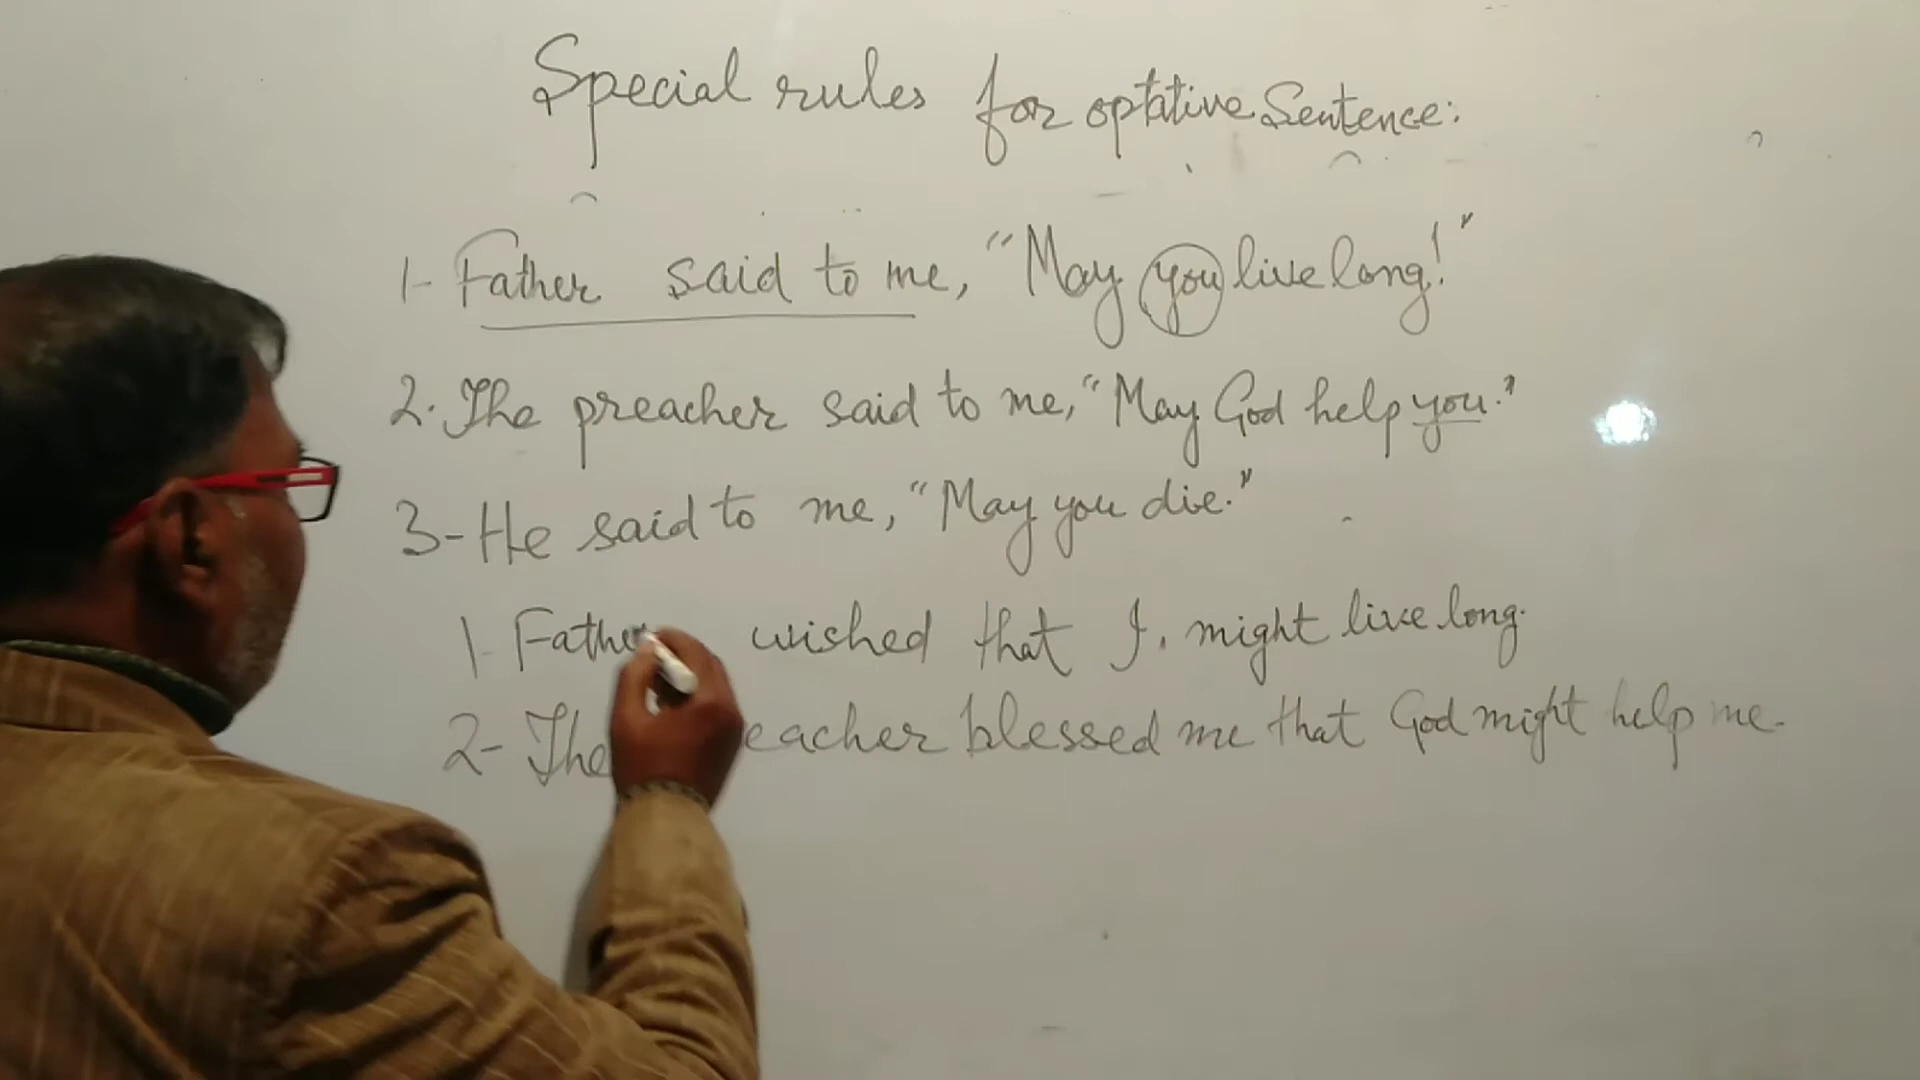 Special rules for optative Sentence:
1- Father said to me, "May you live long!"
2. The preacher said to me, "May God help you."
3- He said to me, "May you die."
1- Father wished that I might live long.
2- The eacher blessed me that God might help me.